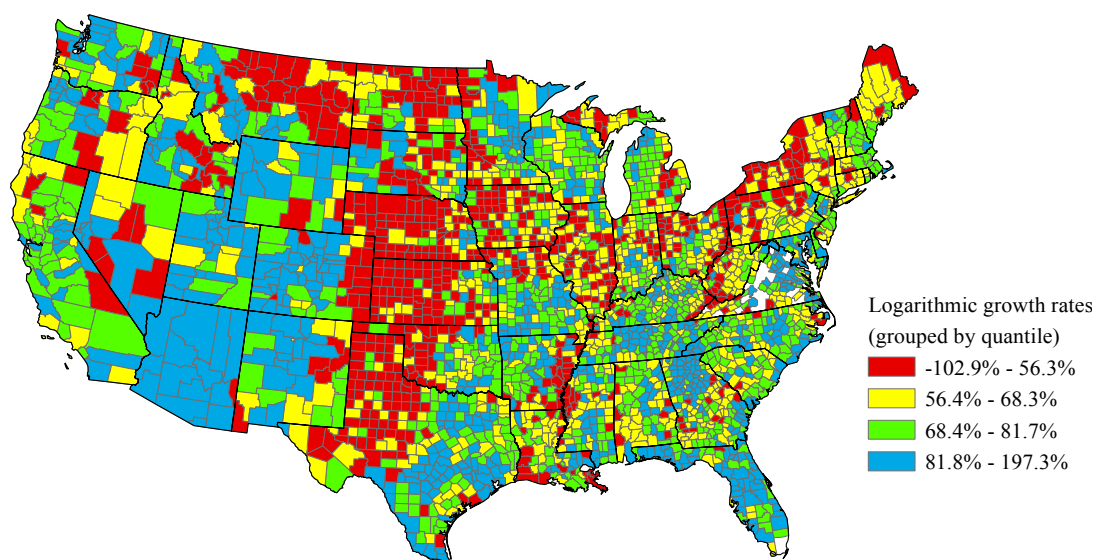 Logarithmic growth rates
(grouped by quantile)
-102.9% - 56.3%
56.4% - 68.3%
68.4% - 81.7%
81.8% - 197.3%